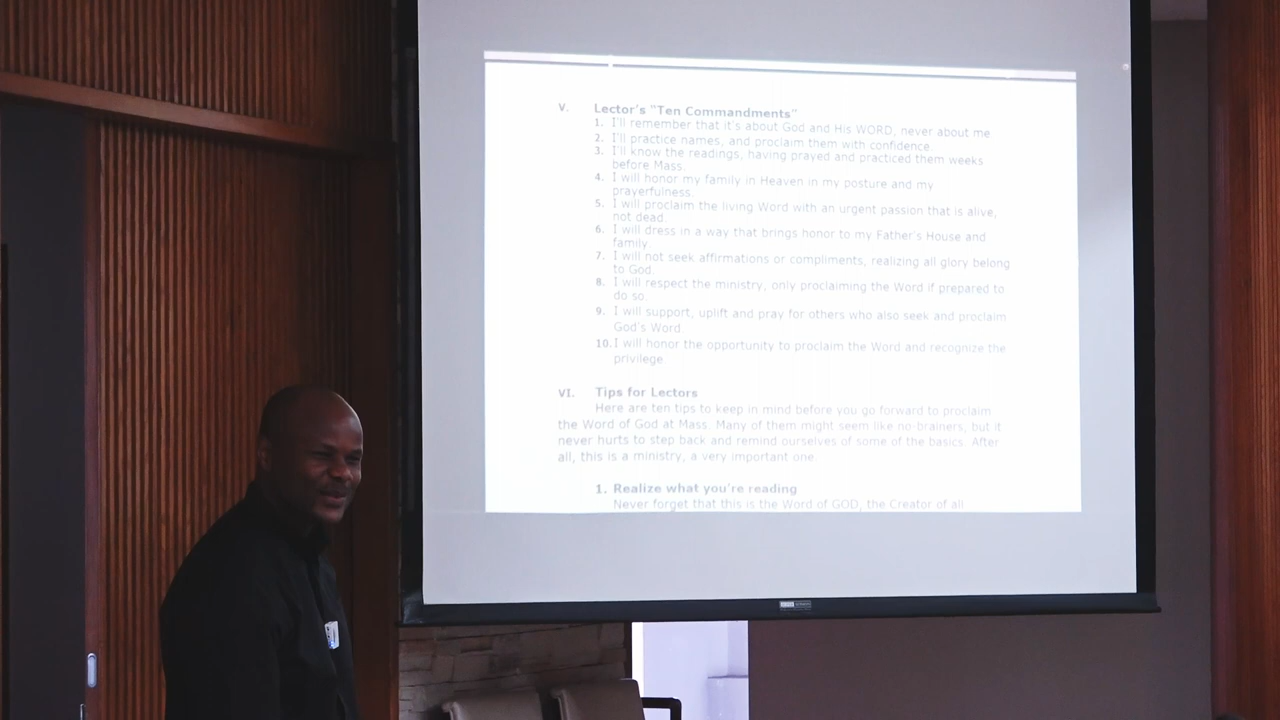 V. Lector's "Ten Commandments"
1. I'll remember that it's about God and His WORD, never about me.
2. I'll practice names, and proclaim them with confidence.
3. I'll know the readings, having prayed and practiced them weeks
before Mass.
4. I will honor my family in Heaven in my posture and my
prayerfulness.
5. I will proclaim the living Word with an urgent passion that is alive,
not dead.
6. I will dress in a way that brings honor to my Father's House and
family.
7. I will not seek affirmations or compliments, realizing all glory belong
to God.
8. I will respect the ministry, only proclaiming the Word if prepared to
do so.
9. I will support, uplift and pray for others who also seek and proclaim
God's Word.
10. I will honor the opportunity to proclaim the Word and recognize the
privilege
VI. Tips for Lectors
Here are ten tips to keep in mind before you go forward to proclaim
the Word of God at Mass. Many of them might seem like no-brainers, but it
never hurts to step back and remind ourselves of some of the basics. After
all, this is a ministry, a very important one.
1. Realize what you're reading
Never forget that this is the Word of GOD, the Creator of all